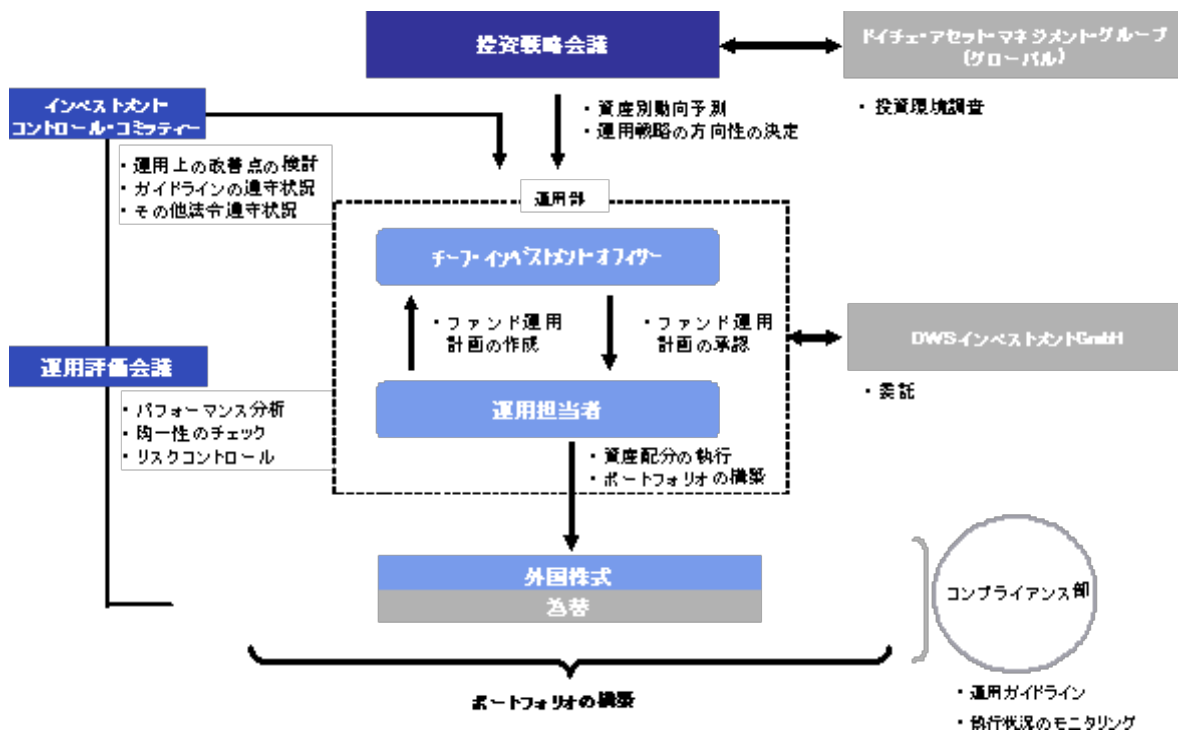 投資戦略会議
ドイチェ・アセット・マネジメント・グループ
(グローバル)
・投資環境調査
インベストメント
コントロール・コミッティー
・資産別動向予測
・運用戦略の方向性の決定
・運用上の改善点の検討
・ガイドラインの遵守状況
・その他法令遵守状況
運用部
チーフ・インベストメント・オフィサー
・ファンド運用
計画の作成
・ファンド運用
計画の承認
DWSインベストメントGmbH
・委託
運用評価会議
・パフォーマンス分析
・均一性のチェック
・リスクコントロール
運用担当者
・資産配分の執行
・ポートフォリオの構築
外国株式
為替
コンプライアンス部
ポートフォリオの構築
・運用ガイドライン
・執行状況のモニタリング